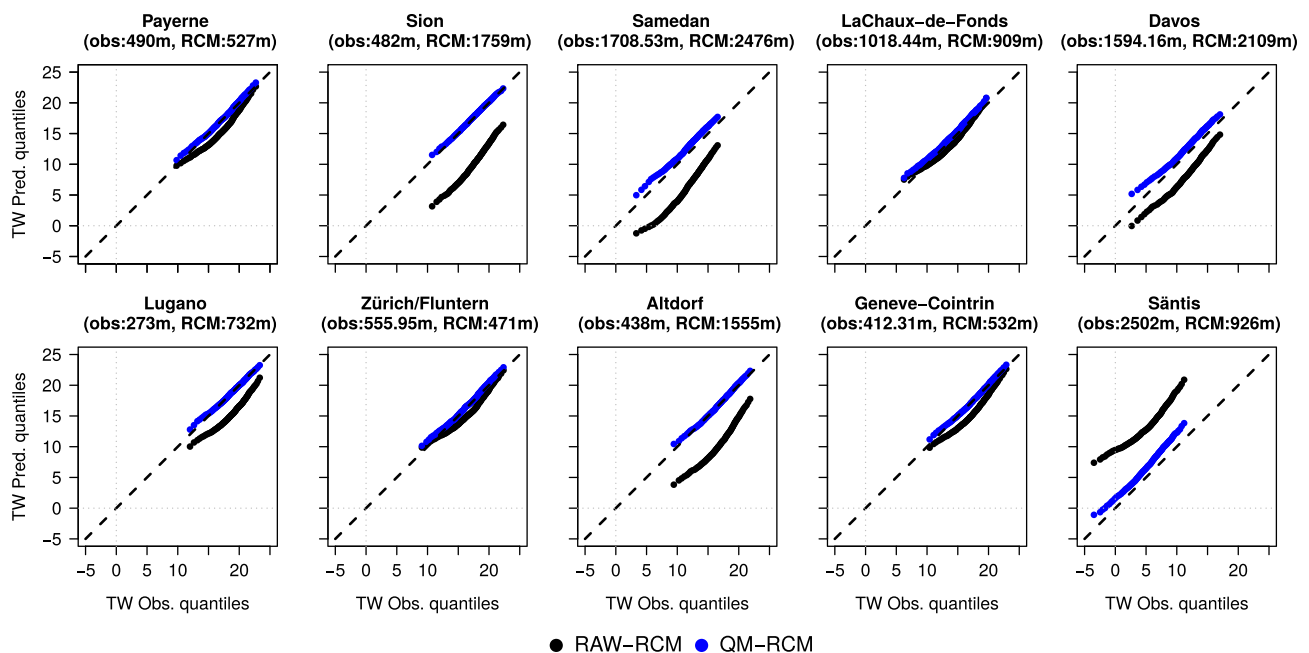 Payerne
(obs:490m, RCM:527m)
Sion
(obs:482m, RCM:1759m)
Samedan
(obs:1708.53m, RCM:2476m)
LaChaux−de−Fonds
(obs:1018.44m, RCM:909m)
Davos
(obs:1594.16m, RCM:2109m)
TW Pred. quantiles
25
20
15
10
5
0
−5
Lugano
(obs:273m, RCM:732m)
Zürich/Fluntern
(obs:555.95m, RCM:471m)
Altdorf
(obs:438m, RCM:1555m)
Geneve−Cointrin
(obs:412.31m, RCM:532m)
Säntis
(obs:2502m, RCM:926m)
TW Pred. quantiles
25
20
15
10
5
0
−5
−5 0 5 10 20
−5 0 5 10 20
−5 0 5 10 20
−5 0 5 10 20
−5 0 5 10 20
TW Obs. quantiles
TW Obs. quantiles
TW Obs. quantiles
TW Obs. quantiles
TW Obs. quantiles
RAW−RCM QM−RCM